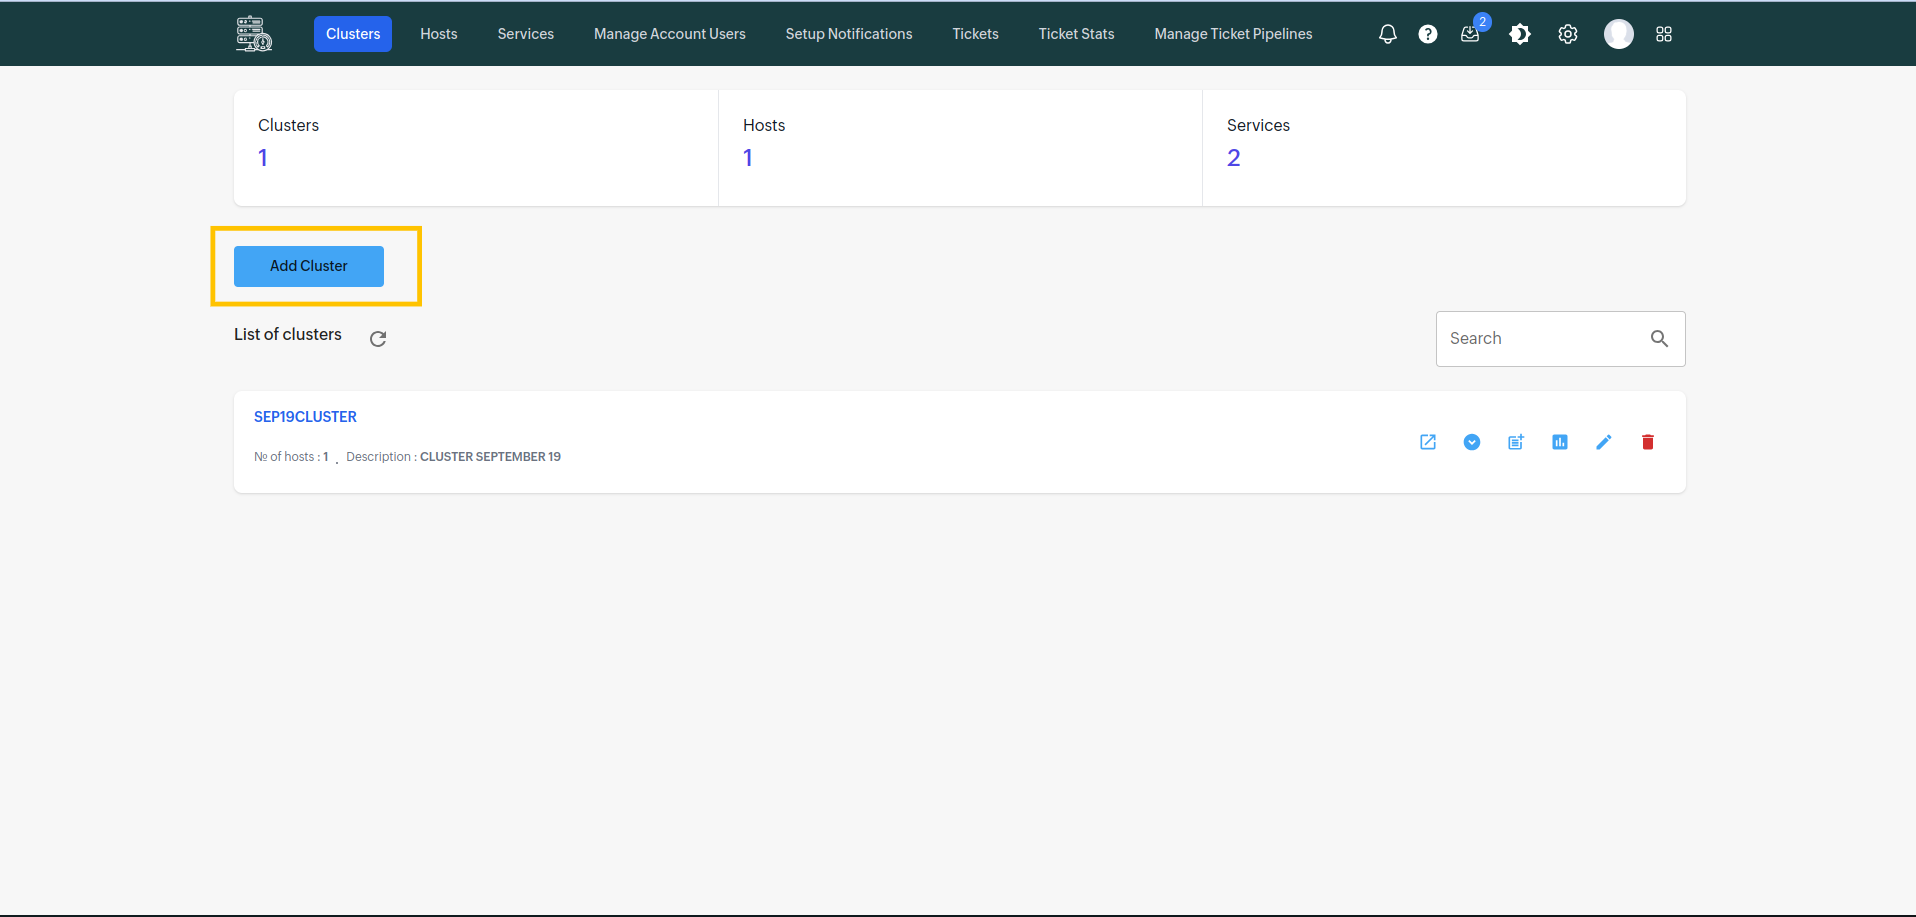 Clusters Hosts Services Manage Account Users Setup Notifications Tickets Ticket Stats Manage Ticket Pipelines ? 2
Clusters Hosts Services
1 1 2
Add Cluster
List of clusters Search
SEP19CLUSTER
№ of hosts : 1 . Description : CLUSTER SEPTEMBER 19